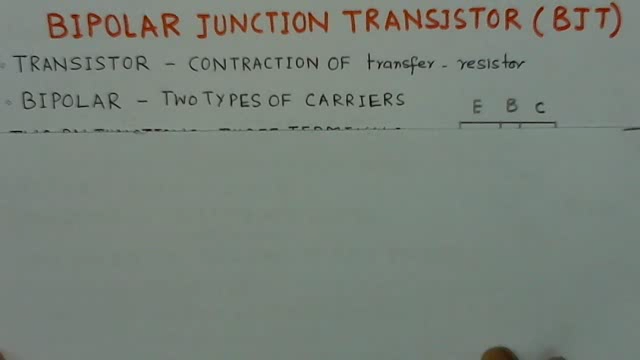 BIPOLAR JUNCTION TRANSISTOR (BJT)
TRANSISTOR - CONTRACTION OF transfer - resistor
BIPOLAR - TWO TYPES OF CARRIERS
E B C